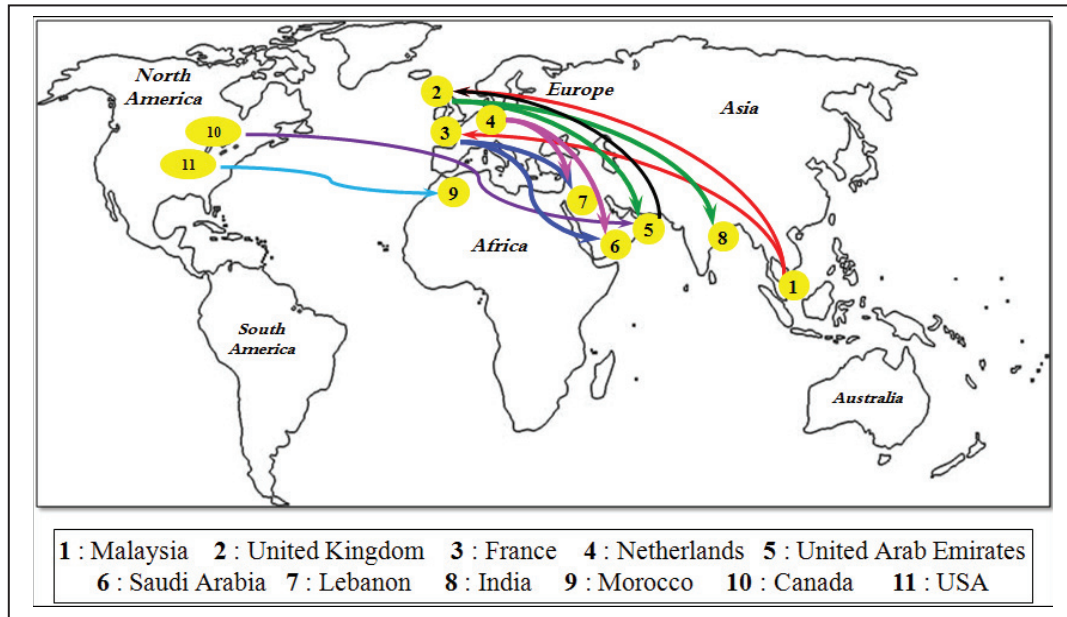 North
America
Europe
Asia
Africa
South
America
Australia
1
2
3
4
5
6
7
8
9
10
11
1 : Malaysia 2 : United Kingdom 3 : France 4 : Netherlands 5 : United Arab Emirates
6 : Saudi Arabia 7 : Lebanon 8 : India 9 : Morocco 10 : Canada 11 : USA